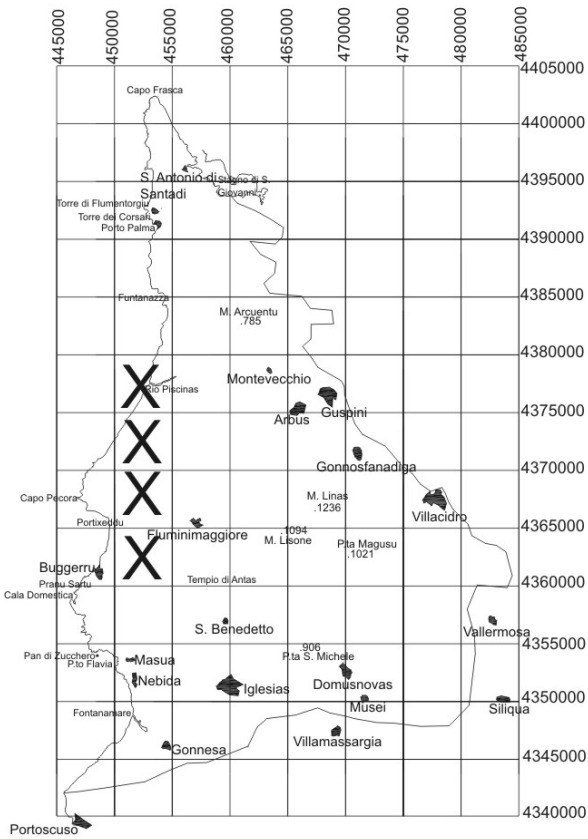 445000
450000
455000
460000
465000
470000
475000
480000
485000
4405000
Capo Frasca
4400000
S. Antonio di
Santadi
Stagno di S.
Giovanni
4395000
Torre di Flumentorgiu
Torre dei Corsari
Porto Palma
4390000
Funtanazza
4385000
M. Arcuentu
.785
4380000
X
Montevecchio
Rio Piscinas
Guspini
Arbus
4375000
X
Gonnosfanadiga
4370000
X
Capo Pecora
M. Linas
.1236
Villacidro
Portixeddu
4365000
Fluminimaggiore
.1094
M. Lisone
P.ta Magusu
.1021
X
Buggerru
Pranu Sartu
Cala Domestica
Tempio di Antas
4360000
S. Benedetto
Vallermosa
4355000
Pan di Zucchero
P.to Flavia
Masua
.906
P.ta S. Michele
Nebida
Iglesias
Domusnovas
Musei
4350000
Siliqua
Fontanamare
Gonnesa
Villamassargia
4345000
4340000
Portoscuso